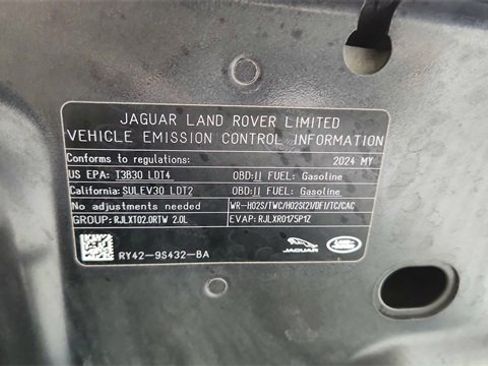 JAGUAR LAND ROVER LIMITED
VEHICLE EMISSION CONTROL INFORMATION
Conforms to regulations: 2024 MY
US EPA: T3B30 LDT4 OBD:II FUEL: Gasoline
California: SULEV30 LDT2 OBD:II FUEL: Gasoline
No adjustments needed WR-HO2S/TWC/HO2S(2)/DFI/TC/CAC
GROUP: RJLXT02.0RTW 2.0L EVAP: RJLXR0175P1Z
RY42-9S432-BA
JAGUAR